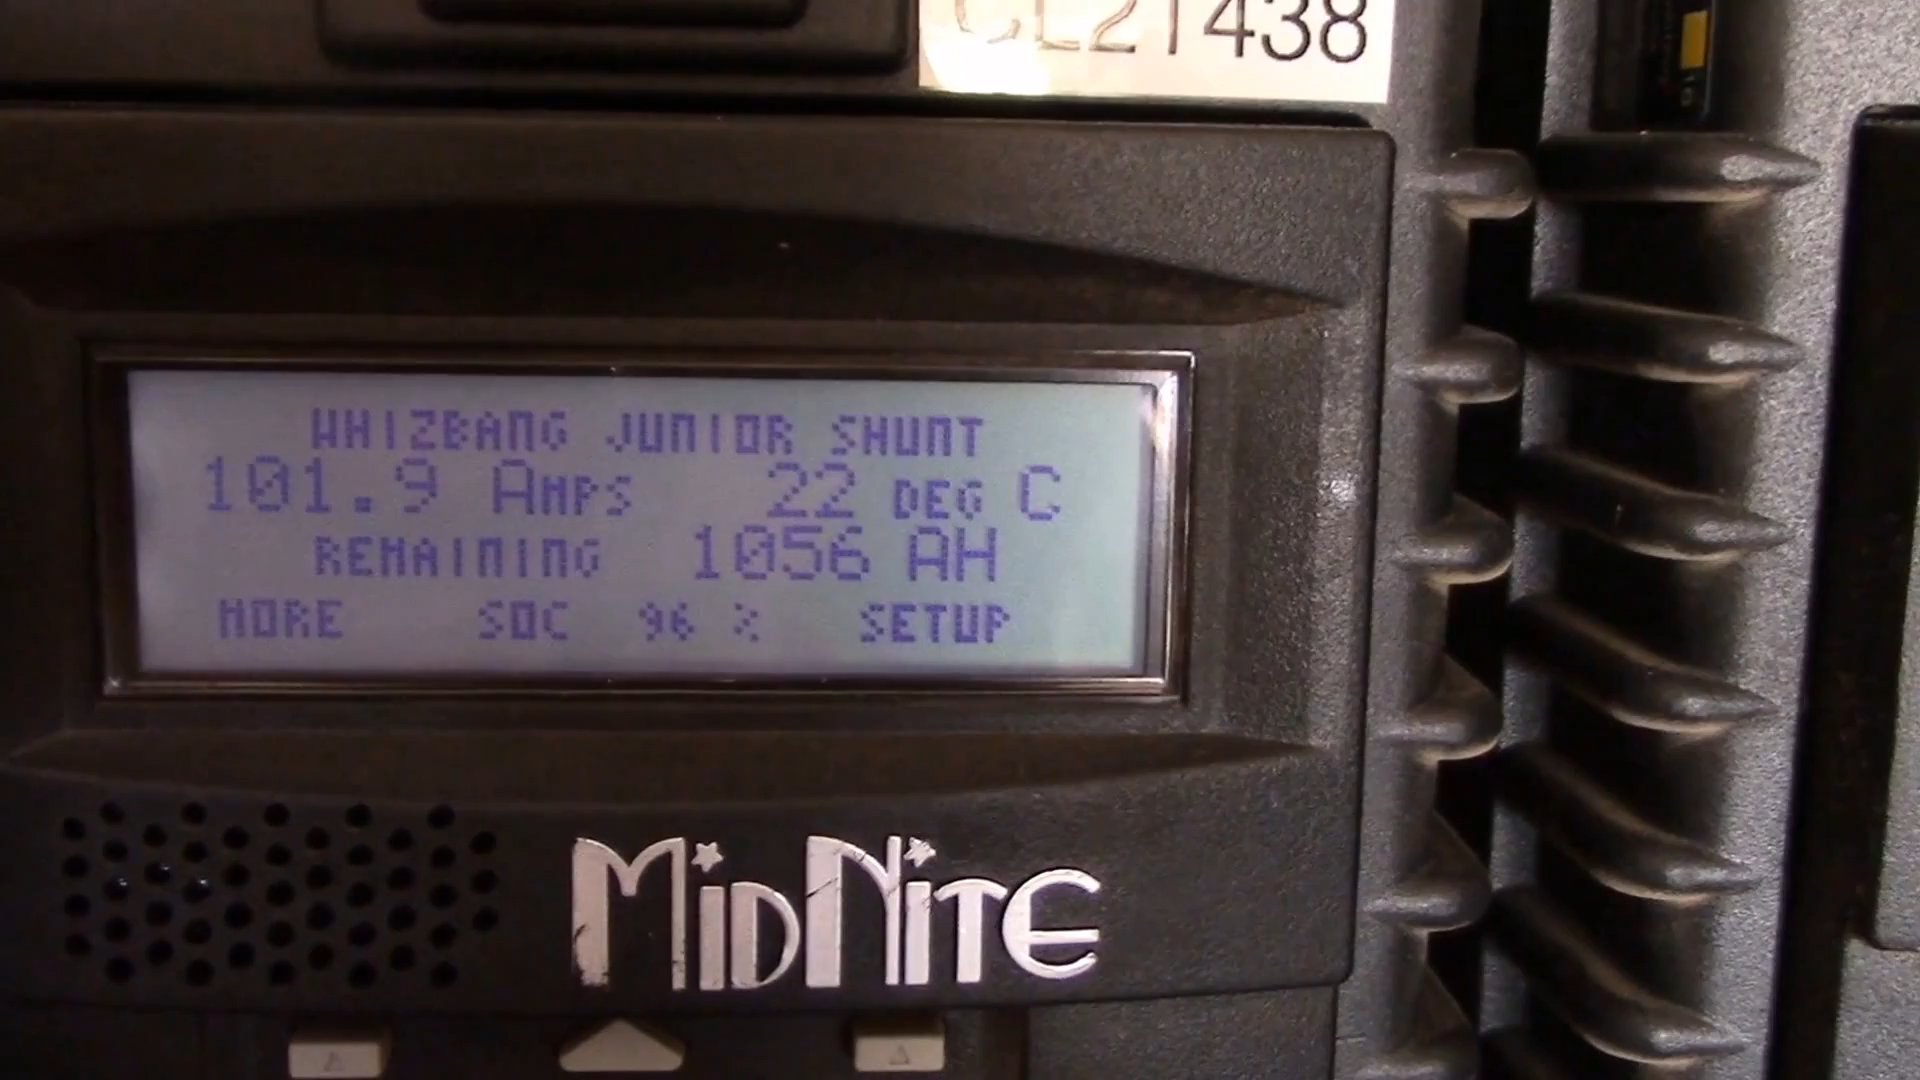 CL21438
WHIZBANG JUNIOR SHUNT
101.9 AMPS 22 DEG C
REMAINING 1056 AH
MORE SOC 96 % SETUP
MIDNITE